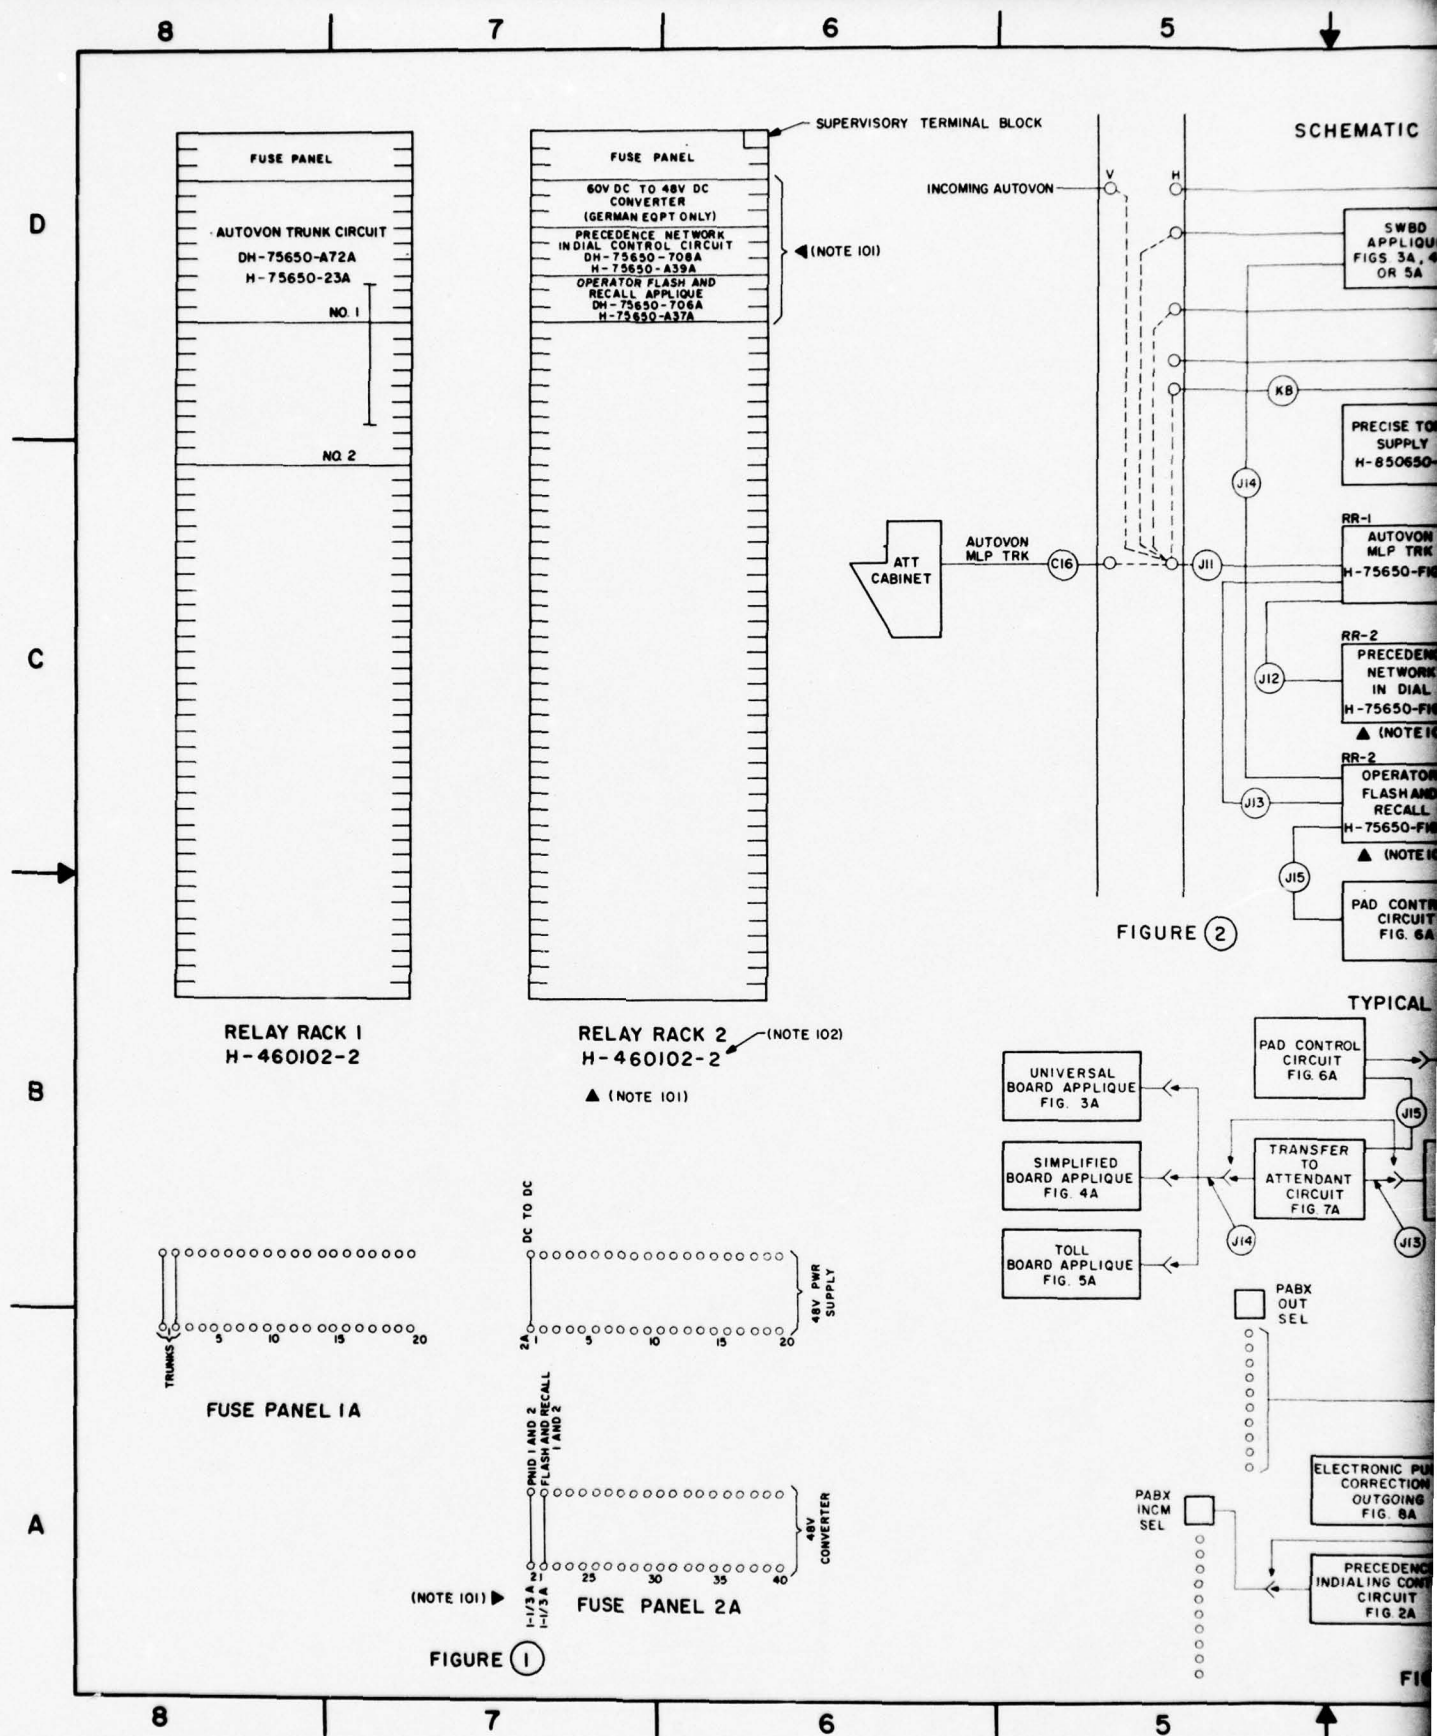 8 7 6 5
D
C
B
A
FUSE PANEL
AUTOVON TRUNK CIRCUIT
DH-75650-A72A
H-75650-23A
NO. 1
NO. 2
RELAY RACK 1
H-460102-2
SUPERVISORY TERMINAL BLOCK
FUSE PANEL
60V DC TO 48V DC
CONVERTER
(GERMAN EQPT ONLY)
PRECEDENCE NETWORK
IN DIAL CONTROL CIRCUIT
DH-75650-708A
H-75650-A39A
OPERATOR FLASH AND
RECALL APPLIQUE
DH-75650-706A
H-75650-A37A
(NOTE 101)
RELAY RACK 2
H-460102-2
(NOTE 102)
(NOTE 101)
TRUNKS
1
5 10 15 20
FUSE PANEL 1A
DC TO DC
2A
1 5 10 15 20
48V PWR
SUPPLY
PNID 1 AND 2
FLASH AND RECALL
1 AND 2
1-1/3 A
1-1/3 A
21 25 30 35 40
48V
CONVERTER
(NOTE 101)
FUSE PANEL 2A
FIGURE 1
SCHEMATIC
V H
INCOMING AUTOVON
SWBD
FIGS. 3A,
OR 5A
K8
SUPPLY
J14
RR-1
AUTOVON
MLP TRK
ATT
CABINET
AUTOVON
MLP TRK
C16
J11
RR-2
NETWORK
IN DIAL
J12
RR-2
OPERATOR
FLASH AND
RECALL
J13
J15
PAD
CIRCUIT
FIG. 6A
FIGURE 2
TYPICAL
PAD CONTROL
CIRCUIT
FIG. 6A
J15
UNIVERSAL
BOARD APPLIQUE
FIG. 3A
SIMPLIFIED
BOARD APPLIQUE
FIG. 4A
TOLL
BOARD APPLIQUE
FIG. 5A
TRANSFER
TO
ATTENDANT
CIRCUIT
FIG. 7A
J14
J13
PABX
OUT
SEL
PABX
INCM
SEL
ELECTRONIC
CORRECTION
OUTGOING
FIG. 8A
INDIALING
CIRCUIT
FIG. 2A
8 7 6 5